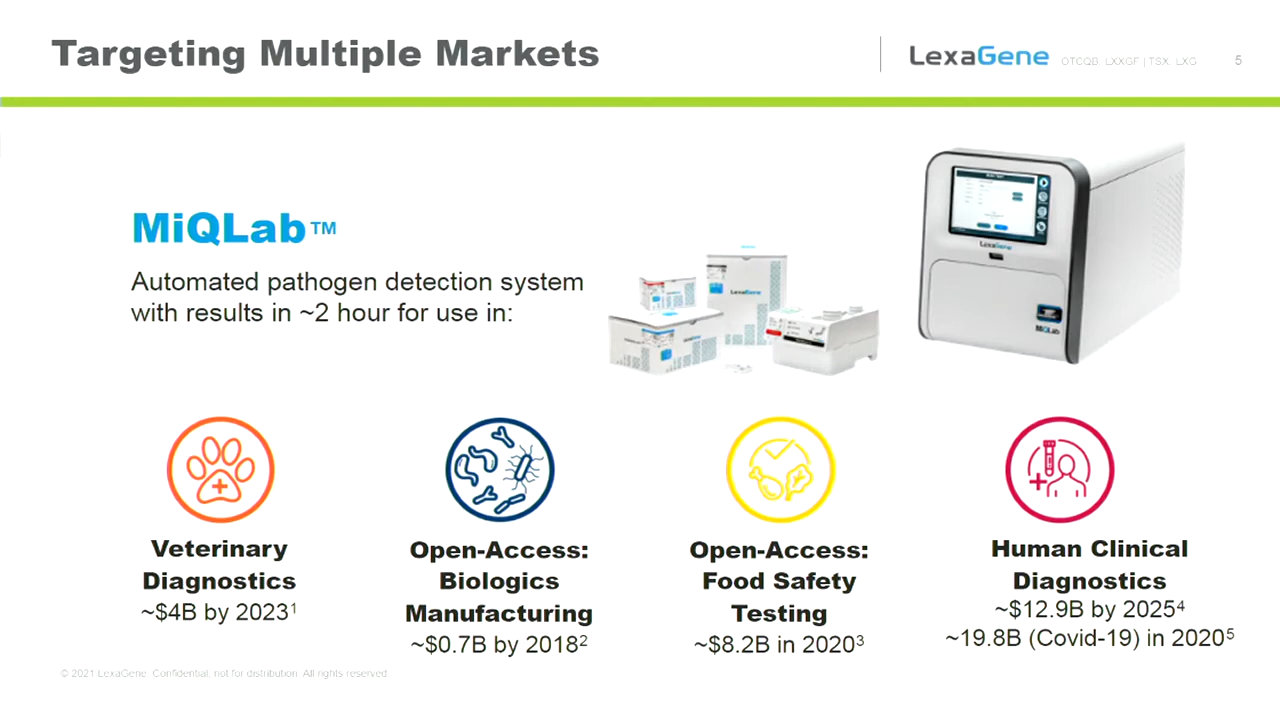 Targeting Multiple Markets
LexaGene OTCQB: LXXGF | TSX: LXG 5
MiQLab™
Automated pathogen detection system
with results in ~2 hour for use in:
LexaGene
LexaGene
MiQLab
Veterinary
Diagnostics
~$4B by 2023¹
Open-Access:
Biologics
Manufacturing
~$0.7B by 2018²
Open-Access:
Food Safety
Testing
~$8.2B in 2020³
Human Clinical
Diagnostics
~$12.9B by 2025⁴
~19.8B (Covid-19) in 2020⁵
© 2021 LexaGene. Confidential, not for distribution. All rights reserved